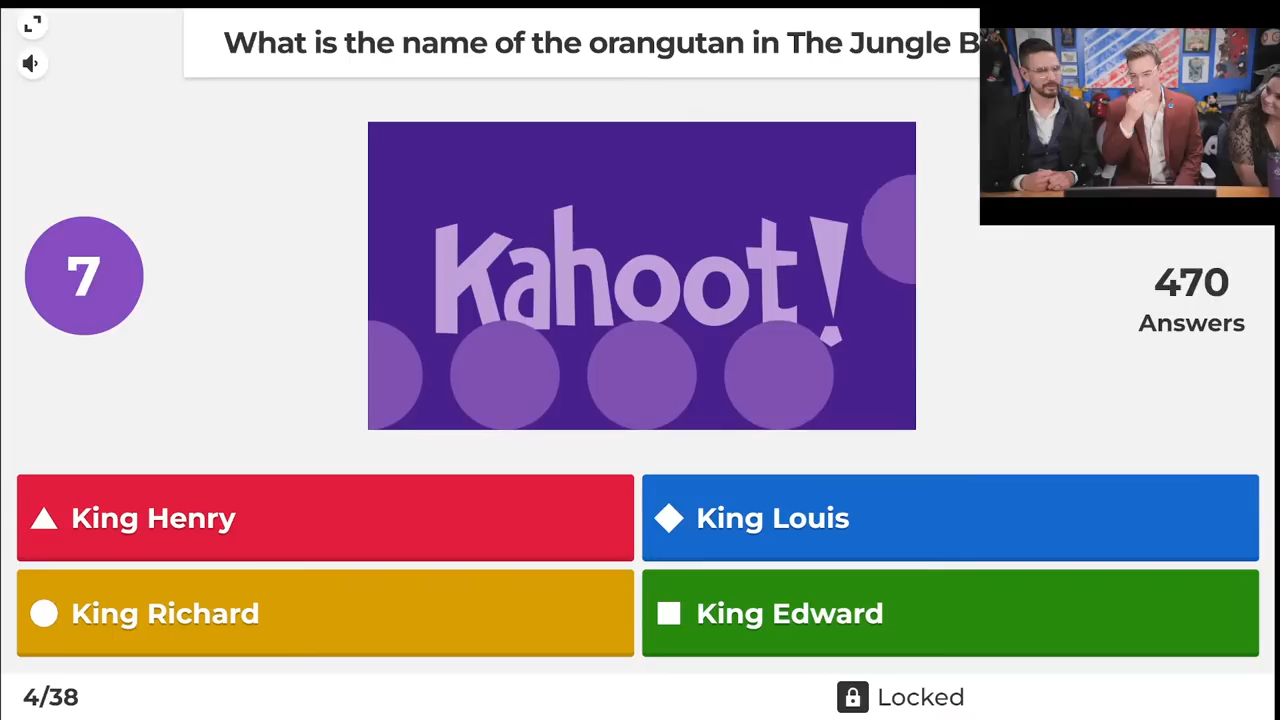 What is the name of the orangutan in The Jungle B
7
Kahoot!
470
Answers
King Henry
King Louis
King Richard
King Edward
4/38
Locked